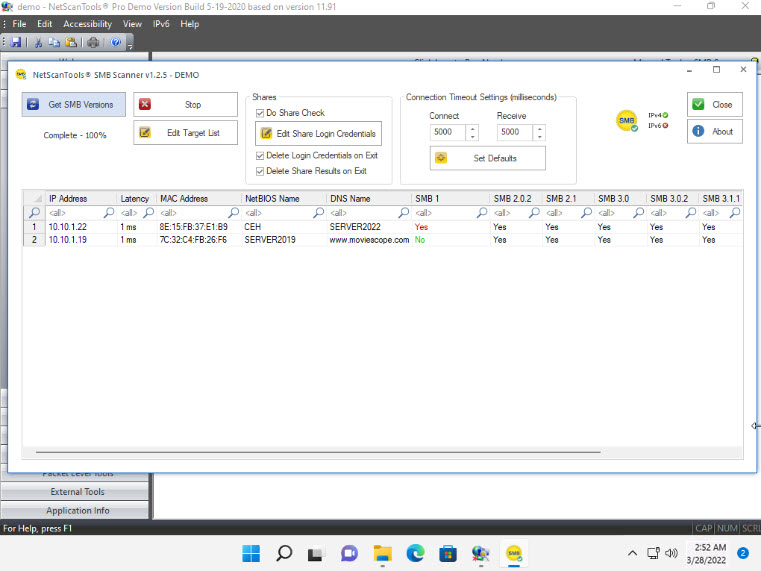 demo - NetScanTools® Pro Demo Version Build 5-19-2020 based on version 11.91
File Edit Accessibility View IPv6 Help
NetScanTools® SMB Scanner v1.2.5 - DEMO
Get SMB Versions
Stop
Complete - 100%
Edit Target List
Shares
Do Share Check
Edit Share Login Credentials
Delete Login Credentials on Exit
Delete Share Results on Exit
Connection Timeout Settings (milliseconds)
Connect Receive
5000 5000
Set Defaults
SMB
IPv4
IPv6
Close
About
IP Address Latency MAC Address NetBIOS Name DNS Name SMB 1 SMB 2.0.2 SMB 2.1 SMB 3.0 SMB 3.0.2 SMB 3.1.1
<all> <all> <all> <all> <all> <all> <all> <all> <all> <all> <all>
1 10.10.1.22 1 ms 8E:15:FB:37:E1:B9 CEH SERVER2022 Yes Yes Yes Yes Yes Yes
2 10.10.1.19 1 ms 7C:32:C4:FB:26:F6 SERVER2019 www.moviescope.com No Yes Yes Yes Yes Yes
Packet Level Tools
External Tools
Application Info
For Help, press F1
CAP NUM SCRL
SMB
2:52 AM
3/28/2022
2